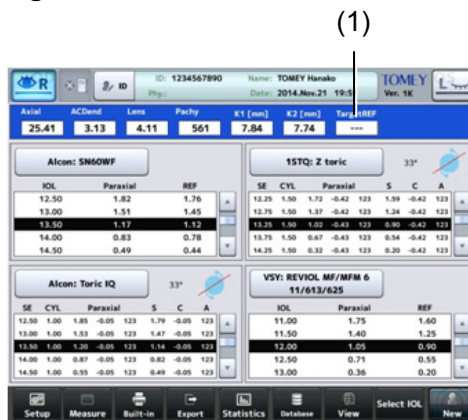 (1)
R
ID
ID: 1234567890
Name: TOMEY Hanako
Phy.:
Date: 2014.Nov.21 19:5
TOMEY
Ver. 1K
L
Axial ACDend Lens Pachy K1 [mm] K2 [mm] TargetREF
25.41 3.13 4.11 561 7.84 7.74 ---
Alcon: SN60WF
IOL Paraxial REF
12.50 1.82 1.76
13.00 1.51 1.45
13.50 1.17 1.12
14.00 0.83 0.78
14.50 0.49 0.44
1STQ: Z toric 33°
SE CYL Paraxial S C A
12.25 1.50 1.72 -0.42 123 1.59 -0.42 123
12.75 1.50 1.37 -0.42 123 1.24 -0.42 123
13.25 1.50 1.02 -0.43 123 0.90 -0.42 123
13.75 1.50 0.67 -0.43 123 0.54 -0.42 123
14.25 1.50 0.32 -0.43 123 0.20 -0.42 123
Alcon: Toric IQ 33°
SE CYL Paraxial S C A
12.50 1.00 1.85 -0.05 123 1.79 -0.05 123
13.00 1.00 1.53 -0.05 123 1.47 -0.05 123
13.50 1.00 1.20 -0.05 123 1.14 -0.05 123
14.00 1.00 0.87 -0.05 123 0.82 -0.05 123
14.50 1.00 0.55 -0.05 123 0.49 -0.05 123
VSY: REVIOL MF/MFM 6
11/613/625
IOL Paraxial REF
11.00 1.75 1.60
11.50 1.40 1.25
12.00 1.05 0.90
12.50 0.71 0.55
13.00 0.36 0.20
Setup Measure Built-in Export Statistics Database View Select IOL New